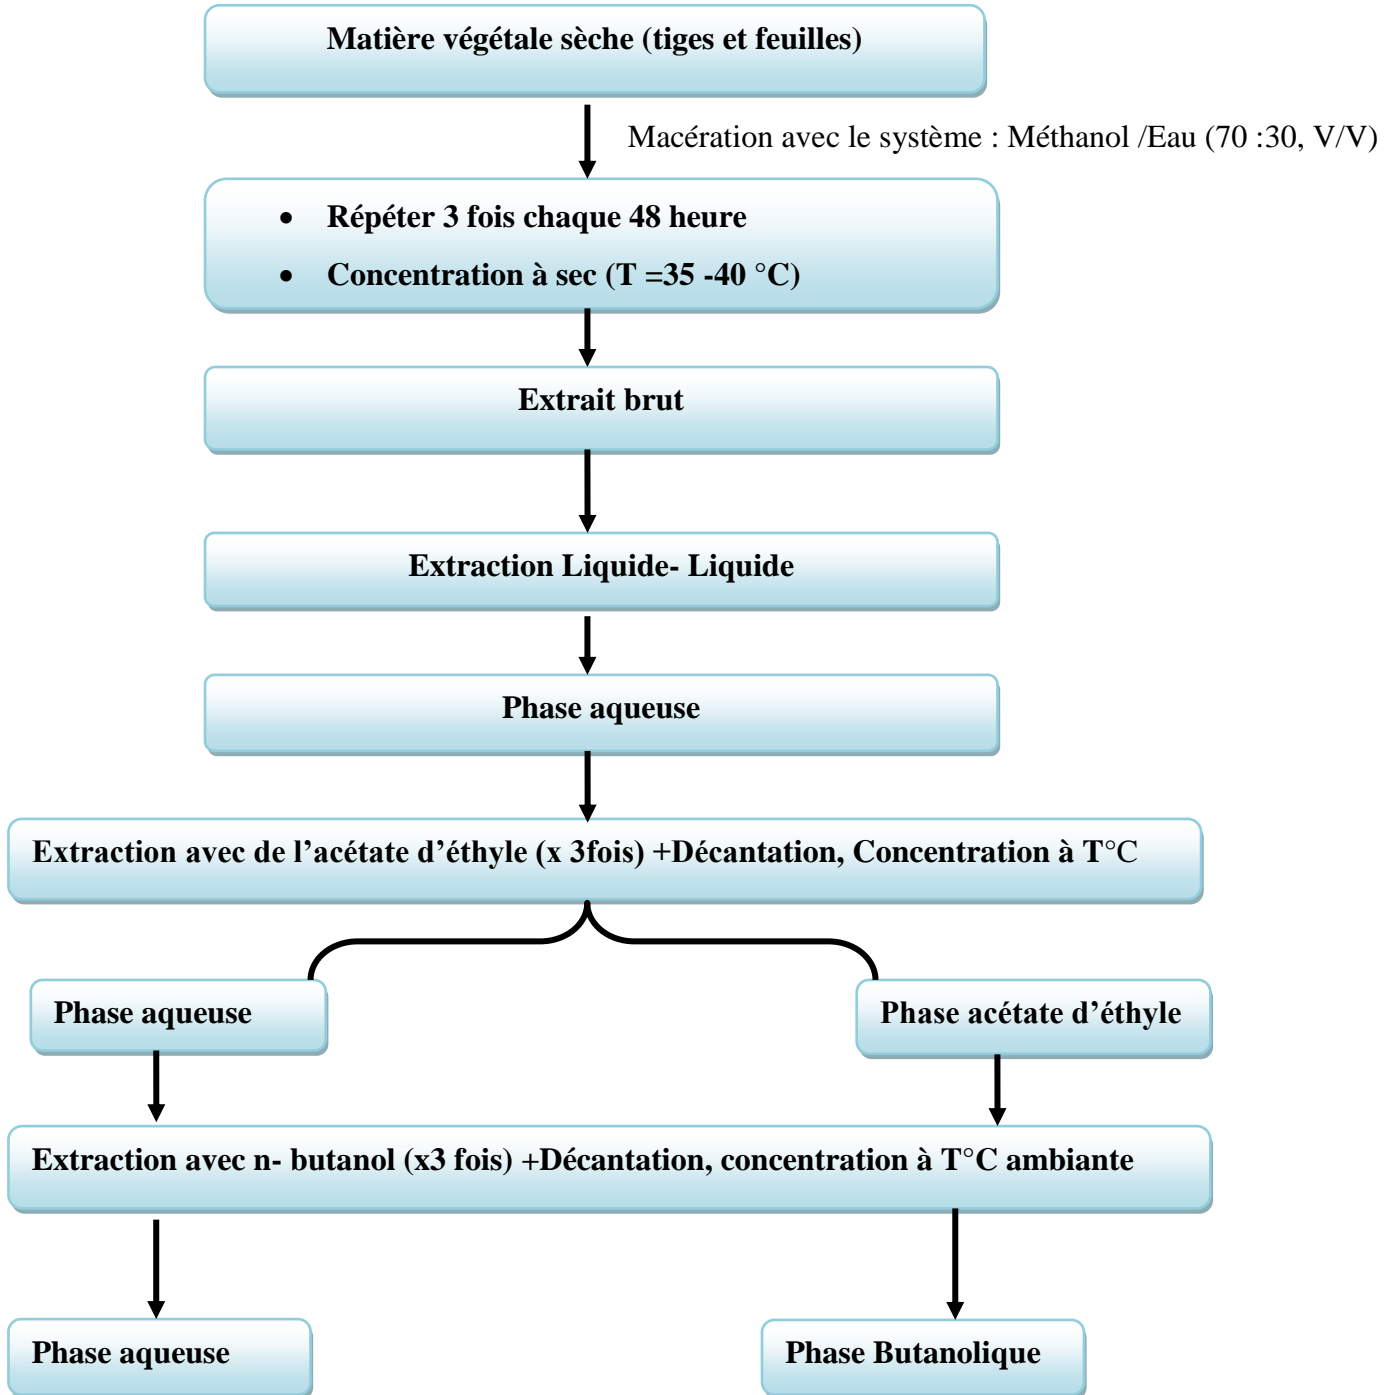 Matière végétale sèche (tiges et feuilles)
Macération avec le système : Méthanol /Eau (70 :30, V/V)
• Répéter 3 fois chaque 48 heure
• Concentration à sec (T =35 -40 °C)
Extrait brut
Extraction Liquide- Liquide
Phase aqueuse
Extraction avec de l’acétate d’éthyle (x 3fois) +Décantation, Concentration à T°C
Phase aqueuse
Phase acétate d’éthyle
Extraction avec n- butanol (x3 fois) +Décantation, concentration à T°C ambiante
Phase aqueuse
Phase Butanolique